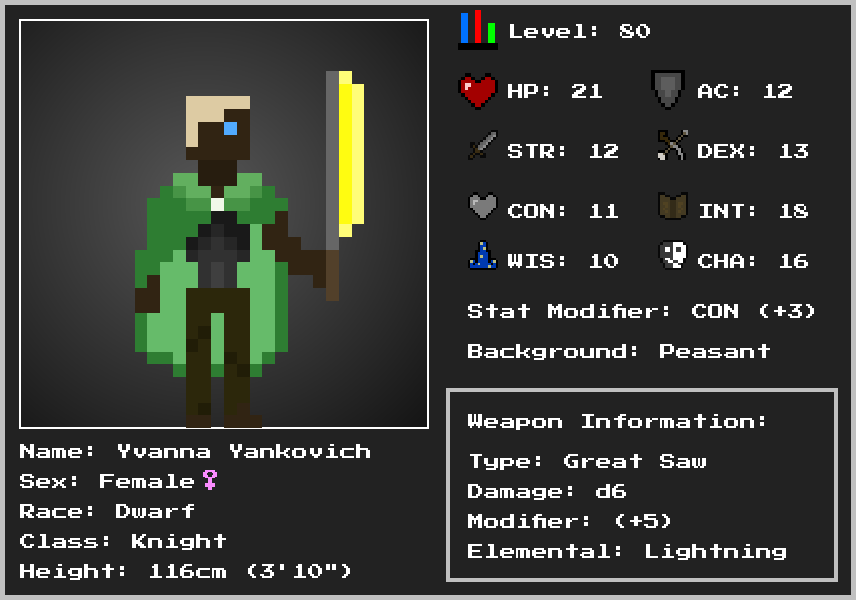 Level: 80
HP: 21
AC: 12
STR: 12
DEX: 13
CON: 11
INT: 18
WIS: 10
CHA: 16
Stat Modifier: CON (+3)
Background: Peasant
Weapon Information:
Type: Great Saw
Damage: d6
Modifier: (+5)
Elemental: Lightning
Name: Yvanna Yankovich
Sex: Female♀
Race: Dwarf
Class: Knight
Height: 116cm (3'10")